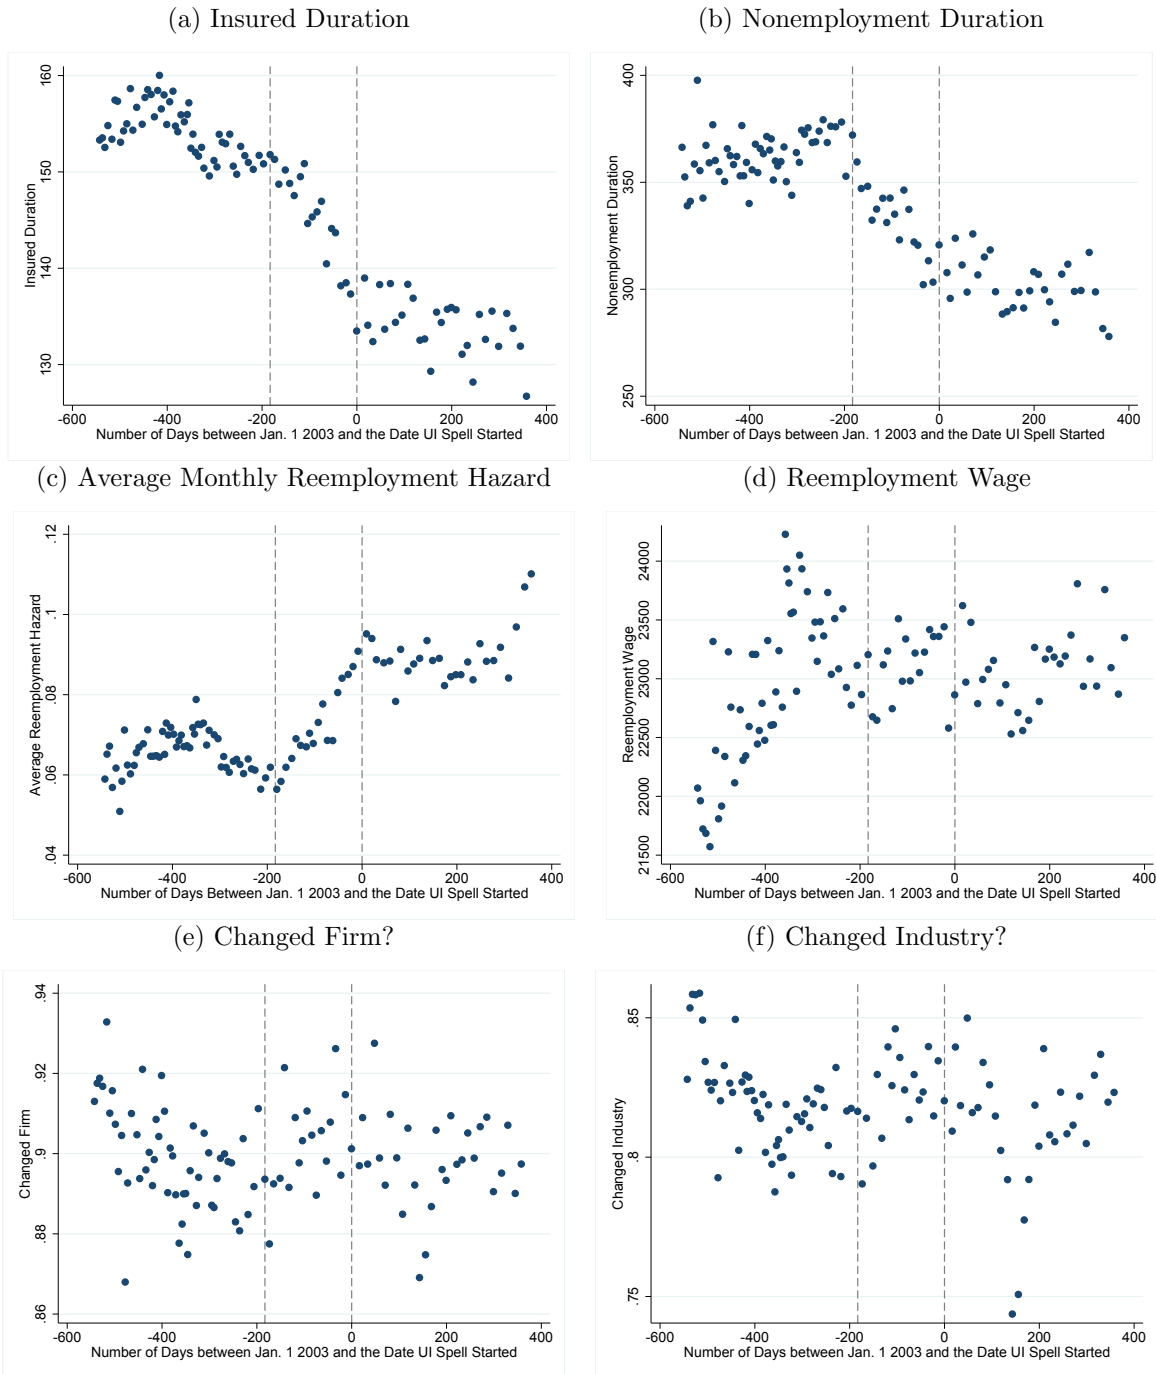 (a) Insured Duration
(b) Nonemployment Duration
Insured Duration
160
150
140
130
-600 -400 -200 0 200 400
Number of Days between Jan. 1 2003 and the Date UI Spell Started
Nonemployment Duration
400
350
300
250
-600 -400 -200 0 200 400
Number of Days between Jan. 1 2003 and the Date UI Spell Started
(c) Average Monthly Reemployment Hazard
(d) Reemployment Wage
Average Reemployment Hazard
.12
.1
.08
.06
.04
-600 -400 -200 0 200 400
Number of Days Between Jan. 1 2003 and the Date UI Spell Started
Reemployment Wage
24000
23500
23000
22500
22000
21500
-600 -400 -200 0 200 400
Number of Days between Jan. 1 2003 and the Date UI Spell Started
(e) Changed Firm?
(f) Changed Industry?
Changed Firm
.94
.92
.9
.88
.86
-600 -400 -200 0 200 400
Number of Days between Jan. 1 2003 and the Date UI Spell Started
Changed Industry
.85
.8
.75
-600 -400 -200 0 200 400
Number of Days between Jan. 1 2003 and the Date UI Spell Started